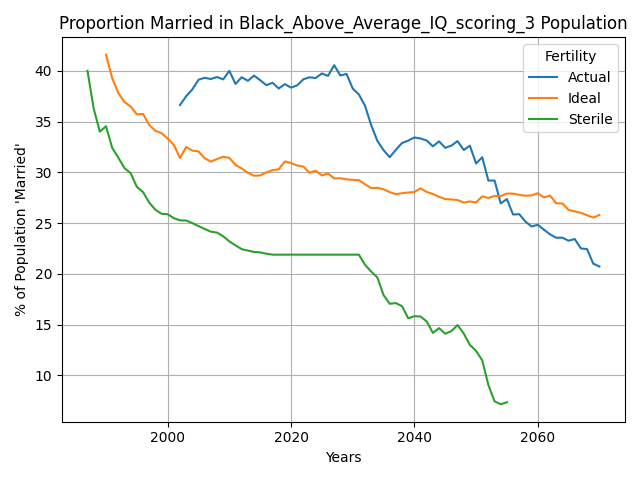 Proportion Married in Black_Above_Average_IQ_scoring_3 Population
% of Population 'Married'
40
35
30
25
20
15
10
Fertility
Actual
Ideal
Sterile
2000
2020
2040
2060
Years